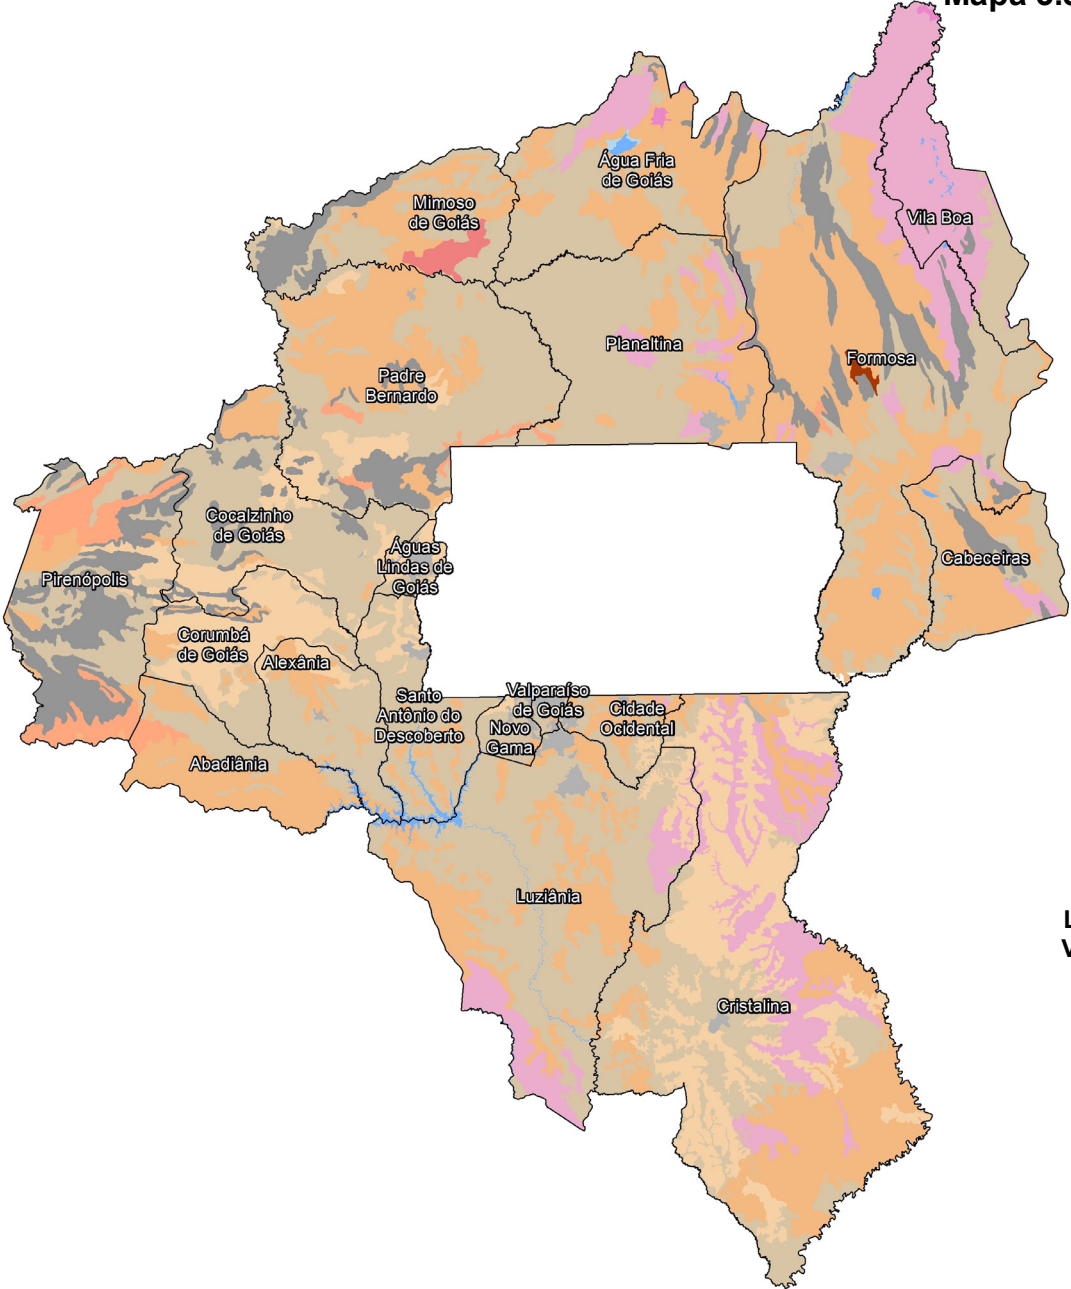 Mapa
Água Fria
de Goiás
Mimoso
de Goiás
Vila Boa
Planaltina
Formosa
Padre
Bernardo
Cocalzinho
de Goiás
Águas
Lindas de
Goiás
Cabeceiras
Pirenópolis
Corumbá
de Goiás
Alexânia
Santo
Antônio do
Descoberto
Valparaíso
de Goiás
Novo
Gama
Cidade
Ocidental
Abadiânia
Luziânia
Cristalina